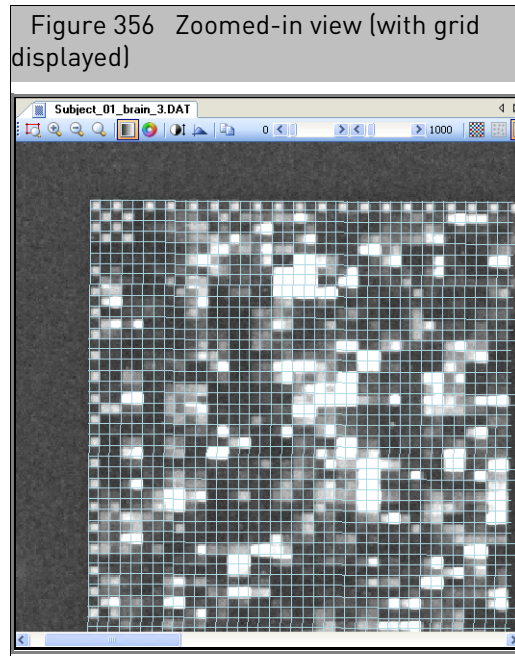 Figure 356 Zoomed-in view (with grid
displayed)
Subject_01_brain_3.DAT
0 1000